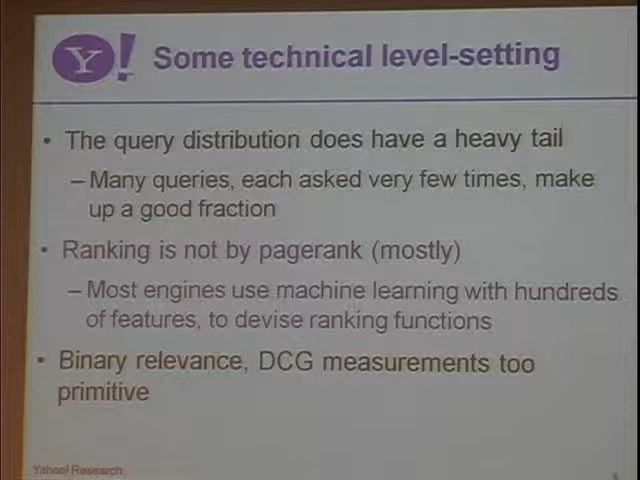 Y! Some technical level-setting
• The query distribution does have a heavy tail
– Many queries, each asked very few times, make
up a good fraction
• Ranking is not by pagerank (mostly)
– Most engines use machine learning with hundreds
of features, to devise ranking functions
• Binary relevance, DCG measurements too
primitive
Yahoo! Research